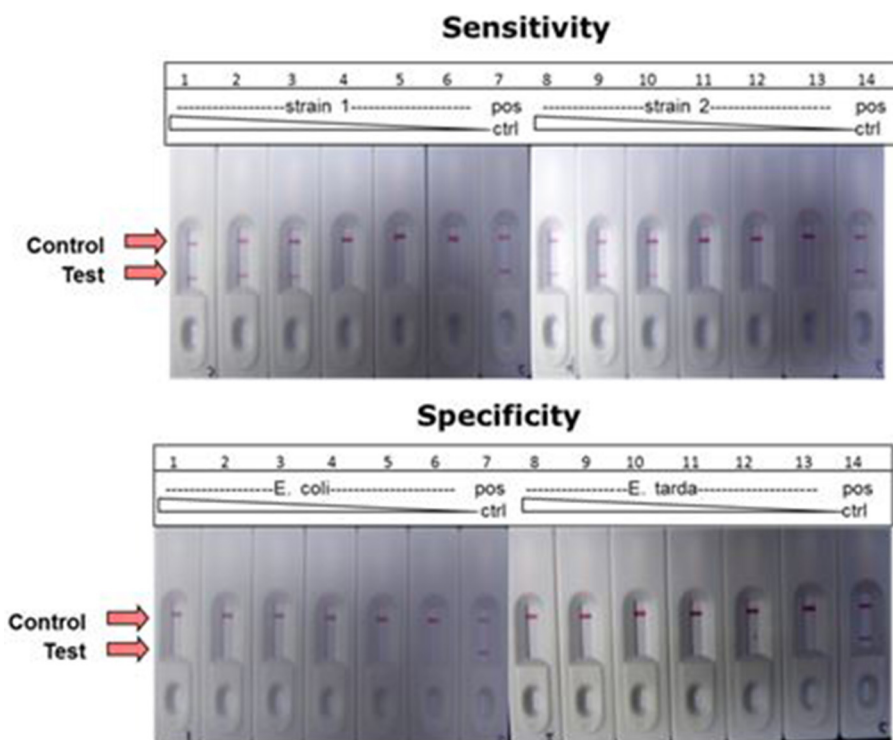 Sensitivity
1 2 3 4 5 6 7 8 9 10 11 12 13 14
-----------------strain 1------------------- pos -----------------strain 2------------------- pos
ctrl ctrl
Control
Test
Specificity
1 2 3 4 5 6 7 8 9 10 11 12 13 14
-----------------E. coli-------------------- pos -----------------E. tarda-------------------- pos
ctrl ctrl
Control
Test